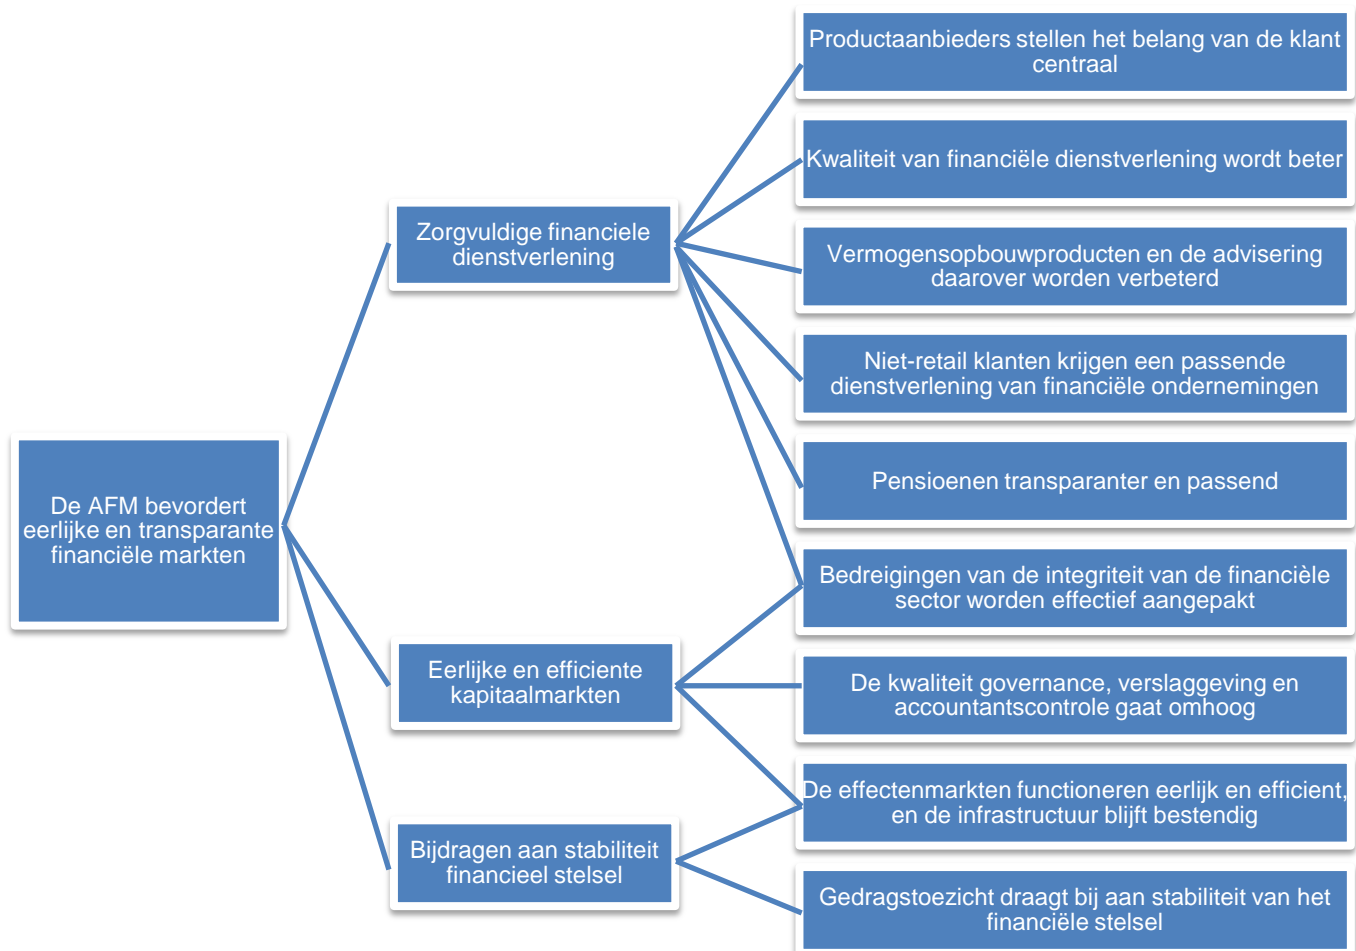 De AFM bevordert
eerlijke en transparante
financiële markten
Zorgvuldige financiele
dienstverlening
Eerlijke en efficiente
kapitaalmarkten
Bijdragen aan stabiliteit
financieel stelsel
Productaanbieders stellen het belang van de klant
centraal
Kwaliteit van financiële dienstverlening wordt beter
Vermogensopbouwproducten en de advisering
daarover worden verbeterd
Niet-retail klanten krijgen een passende
dienstverlening van financiële ondernemingen
Pensioenen transparanter en passend
Bedreigingen van de integriteit van de financièle
sector worden effectief aangepakt
De kwaliteit governance, verslaggeving en
accountantscontrole gaat omhoog
De effectenmarkten functioneren eerlijk en efficient,
en de infrastructuur blijft bestendig
Gedragstoezicht draagt bij aan stabiliteit van het
financiële stelsel